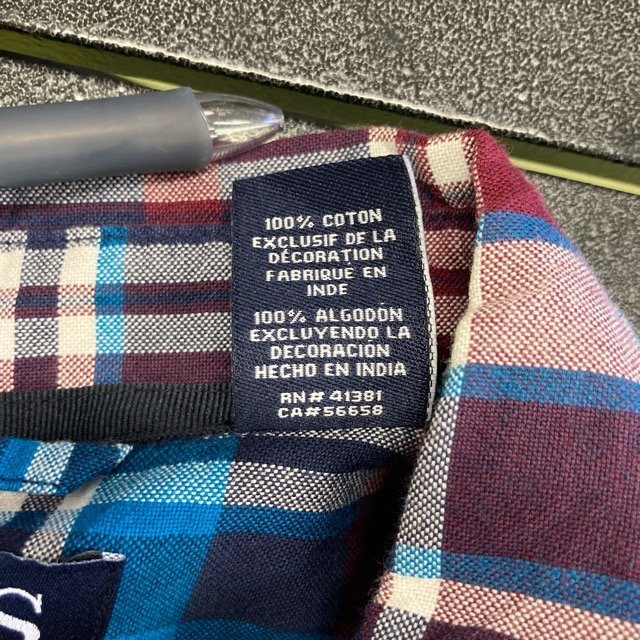 100% COTON
EXCLUSIF DE LA
DÉCORATION
FABRIQUE EN
INDE
100% ALGODÓN
EXCLUYENDO LA
DECORACIÓN
HECHO EN INDIA
RN# 41381
CA#56658
S